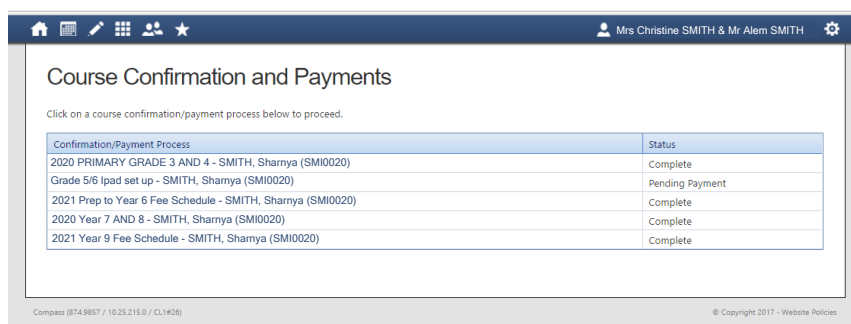 Mrs Christine SMITH & Mr Alem SMITH
Course Confirmation and Payments
Click on a course confirmation/payment process below to proceed.
Confirmation/Payment Process Status
2020 PRIMARY GRADE 3 AND 4 - SMITH, Sharnya (SMI0020) Complete
Grade 5/6 Ipad set up - SMITH, Sharnya (SMI0020) Pending Payment
2021 Prep to Year 6 Fee Schedule - SMITH, Sharnya (SMI0020) Complete
2020 Year 7 AND 8 - SMITH, Sharnya (SMI0020) Complete
2021 Year 9 Fee Schedule - SMITH, Sharnya (SMI0020) Complete
Compass (874.9857 / 10.25.215.0 / CL1#26) © Copyright 2017 - Website Policies